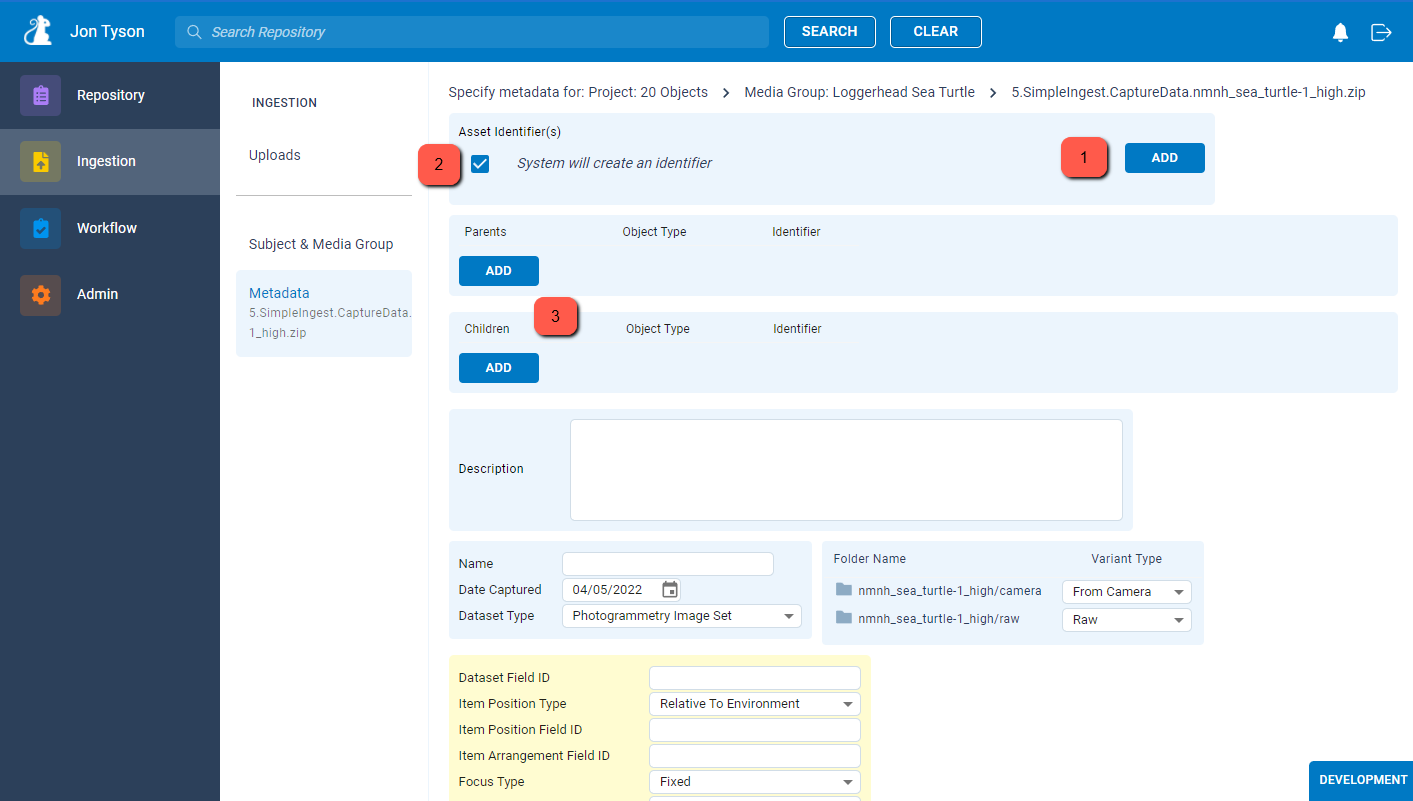 Jon Tyson
Search Repository
SEARCH
CLEAR
Repository
Ingestion
Workflow
Admin
INGESTION
Uploads
Subject & Media Group
Metadata
5.SimpleIngest.CaptureData.
1_high.zip
Specify metadata for: Project: 20 Objects > Media Group: Loggerhead Sea Turtle > 5.SimpleIngest.CaptureData.nmnh_sea_turtle-1_high.zip
Asset Identifier(s)
2 System will create an identifier 1 ADD
Parents Object Type Identifier
ADD
3
Children Object Type Identifier
ADD
Description
Name
Date Captured 04/05/2022
Dataset Type Photogrammetry Image Set
Folder Name Variant Type
nmnh_sea_turtle-1_high/camera From Camera
nmnh_sea_turtle-1_high/raw Raw
Dataset Field ID
Item Position Type Relative To Environment
Item Position Field ID
Item Arrangement Field ID
Focus Type Fixed
DEVELOPMENT